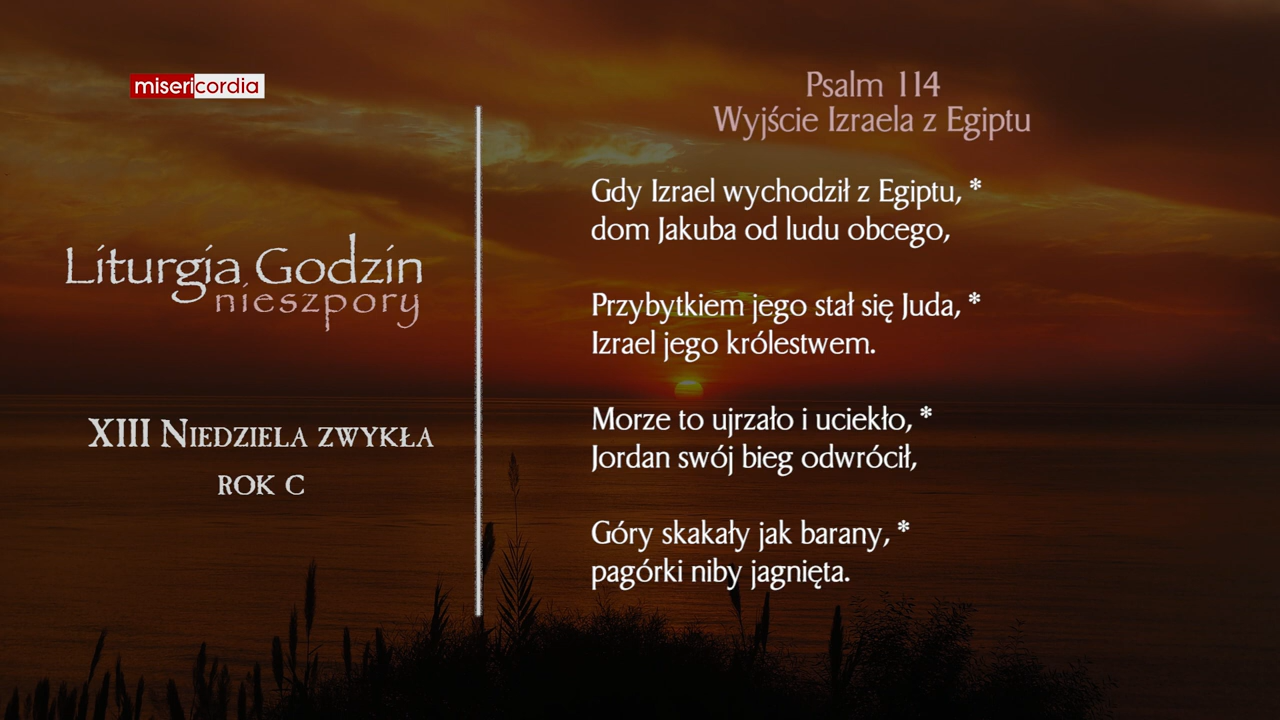 misericordia
Liturgia Godzin
nieszpory
XIII Niedziela zwykła
rok C
Psalm 114
Wyjście Izraela z Egiptu
Gdy Izrael wychodził z Egiptu, *
dom Jakuba od ludu obcego,
Przybytkiem jego stał się Juda, *
Izrael jego królestwem.
Morze to ujrzało i uciekło, *
Jordan swój bieg odwrócił,
Góry skakały jak barany, *
pagórki niby jagnięta.